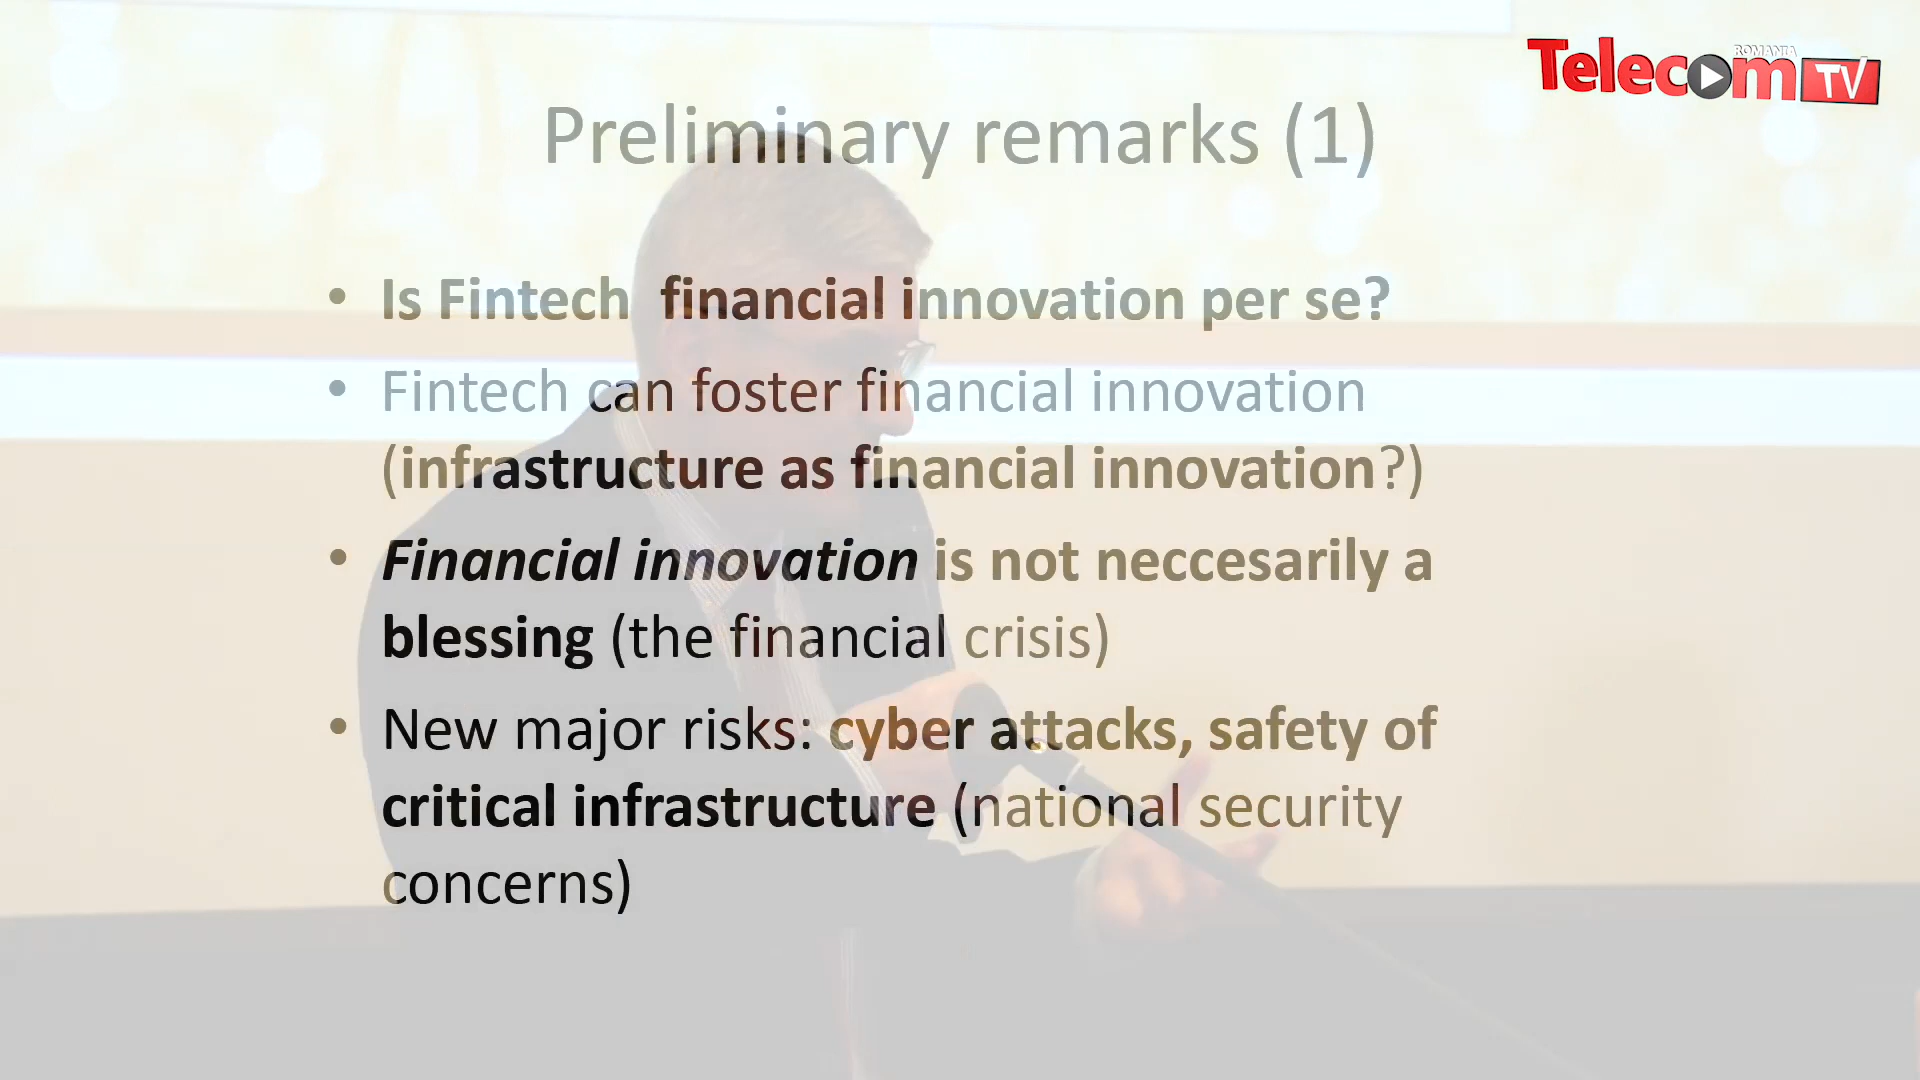 Telecom ROMANIA TV
Preliminary remarks (1)
• Is Fintech financial innovation per se?
• Fintech can foster financial innovation
(infrastructure as financial innovation?)
• Financial innovation is not neccesarily a
blessing (the financial crisis)
• New major risks: cyber attacks, safety of
critical infrastructure (national security
concerns)